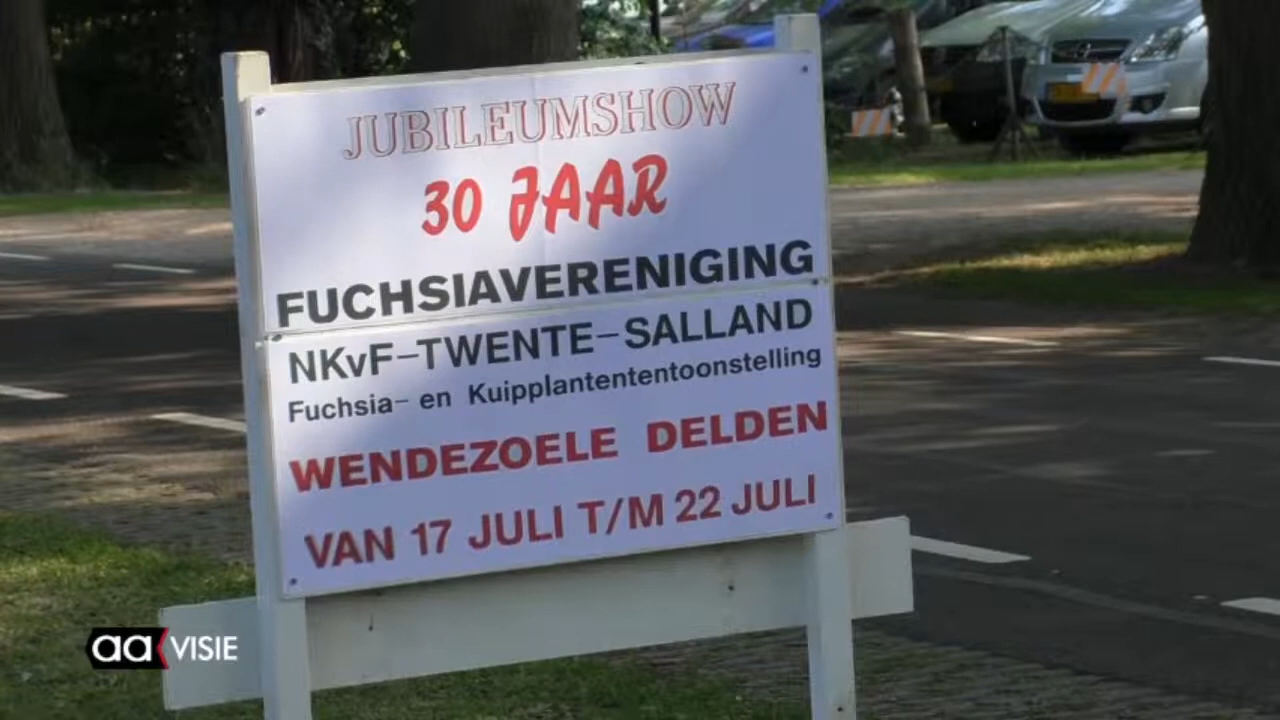 JUBILEUMSHOW
30 JAAR
FUCHSIAVERENIGING
NKvF-TWENTE-SALLAND
Fuchsia- en Kuipplantententoonstelling
WENDEZOELE DELDEN
VAN 17 JULI T/M 22 JULI
aa VISIE